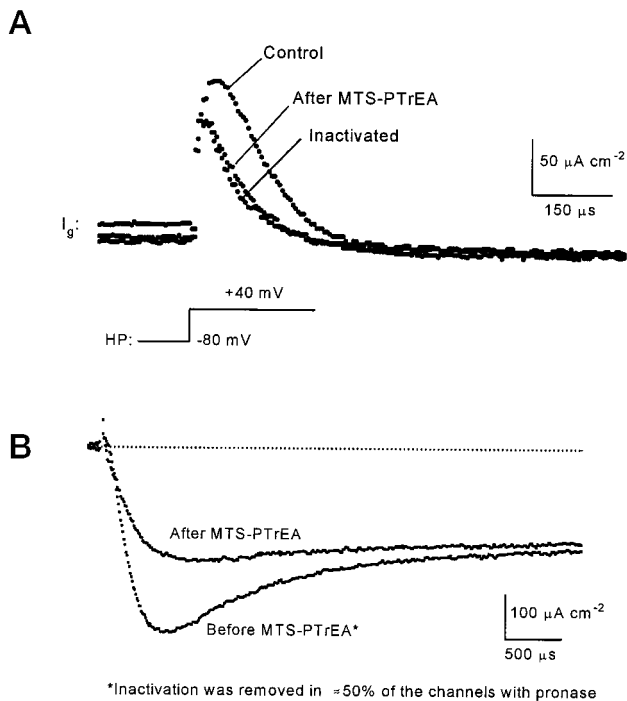 A
Control
After MTS-PTrEA
Inactivated
50 μA cm-2
150 μs
Ig:
+40 mV
HP:
-80 mV
B
After MTS-PTrEA
Before MTS-PTrEA*
100 μA cm-2
500 μs
*Inactivation was removed in ≈50% of the channels with pronase